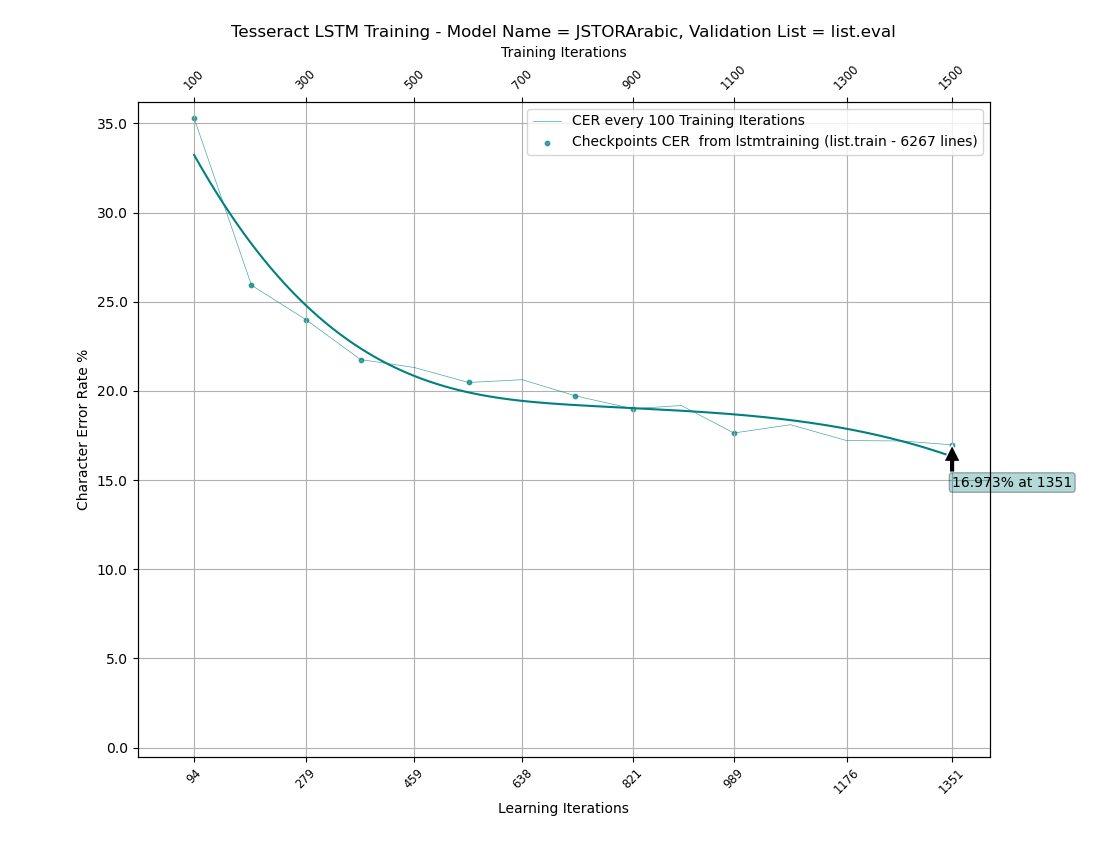 Tesseract LSTM Training - Model Name = JSTORArabic, Validation List = list.eval
Training Iterations
100 300 500 700 900 1100 1300 1500
CER every 100 Training Iterations
Checkpoints CER  from lstmtraining (list.train - 6267 lines)
35.0
30.0
25.0
20.0
15.0
10.0
5.0
0.0
Character Error Rate %
16.973% at 1351
94 279 459 638 821 989 1176 1351
Learning Iterations